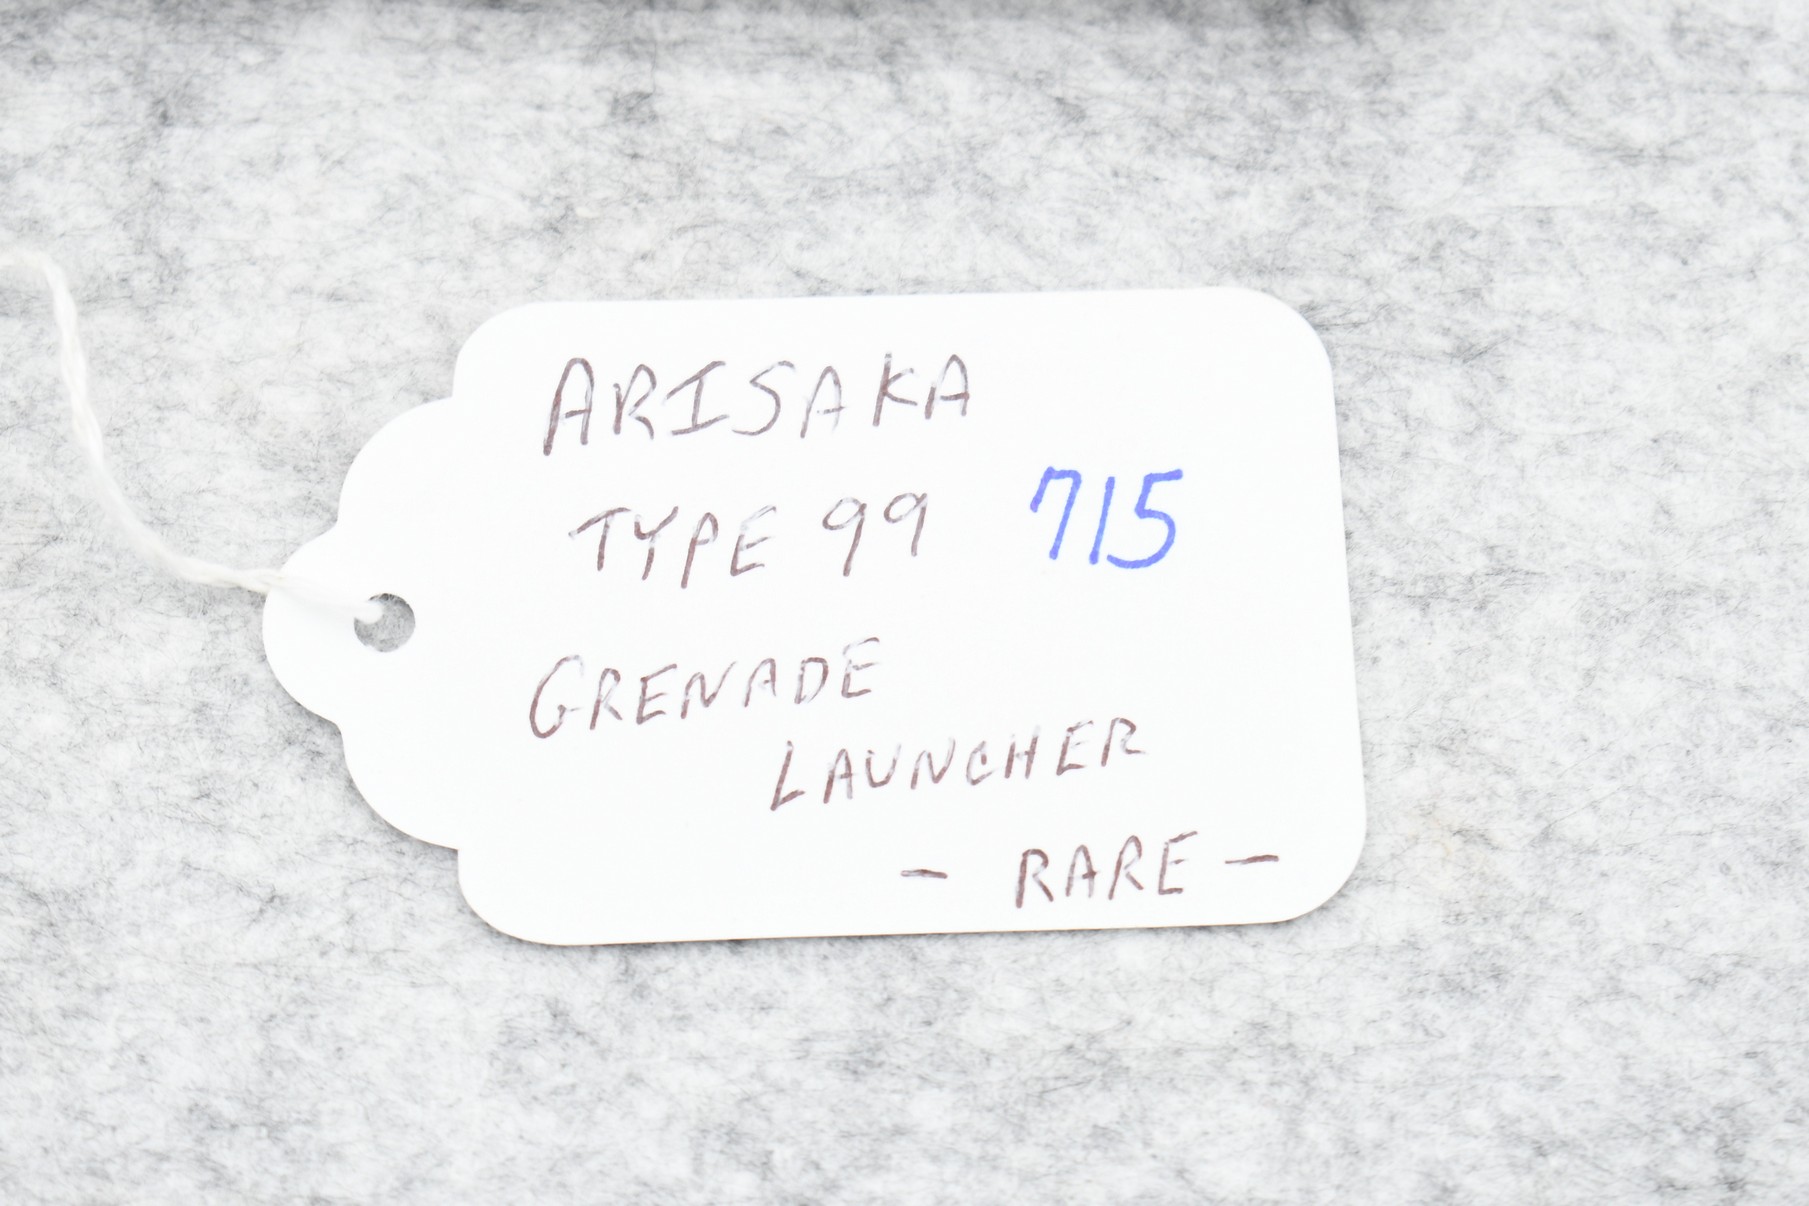 ARISAKA
TYPE 99 715
GRENADE
LAUNCHER
- RARE -